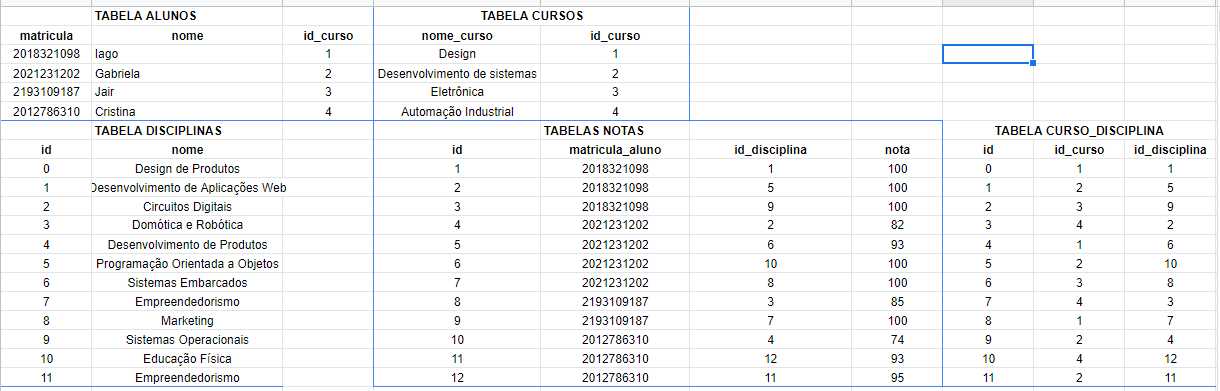 TABELA ALUNOS TABELA CURSOS
matricula nome id_curso nome_curso id_curso
2018321098 Iago 1 Design 1
2021231202 Gabriela 2 Desenvolvimento de sistemas 2
2193109187 Jair 3 Eletrônica 3
2012786310 Cristina 4 Automação Industrial 4
TABELA DISCIPLINAS TABELAS NOTAS TABELA CURSO_DISCIPLINA
id nome id matricula_aluno id_disciplina nota id id_curso id_disciplina
0 Design de Produtos 1 2018321098 1 100 0 1 1
1 Desenvolvimento de Aplicações Web 2 2018321098 5 100 1 2 5
2 Circuitos Digitais 3 2018321098 9 100 2 3 9
3 Domótica e Robótica 4 2021231202 2 82 3 4 2
4 Desenvolvimento de Produtos 5 2021231202 6 93 4 1 6
5 Programação Orientada a Objetos 6 2021231202 10 100 5 2 10
6 Sistemas Embarcados 7 2021231202 8 100 6 3 8
7 Empreendedorismo 8 2193109187 3 85 7 4 3
8 Marketing 9 2193109187 7 100 8 1 7
9 Sistemas Operacionais 10 2012786310 4 74 9 2 4
10 Educação Física 11 2012786310 12 93 10 4 12
11 Empreendedorismo 12 2012786310 11 95 11 2 11